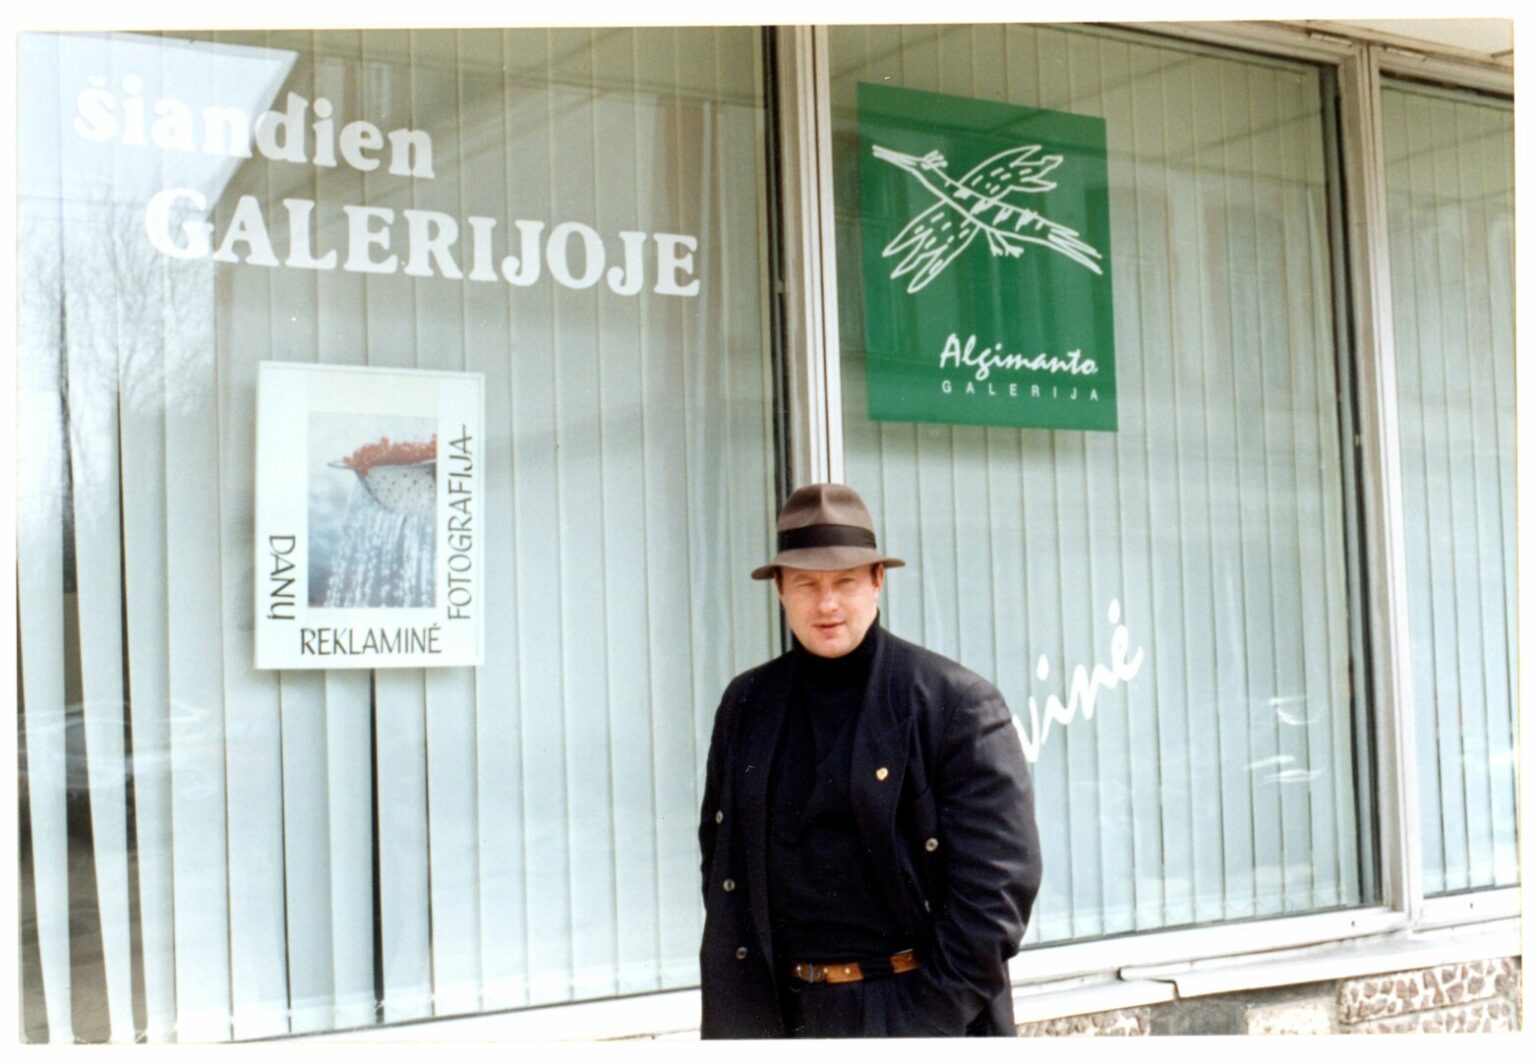 šiandien
GALERIJOJE
DANŲ
REKLAMINĖ
FOTOGRAFIJA
Algimanto
GALERIJA